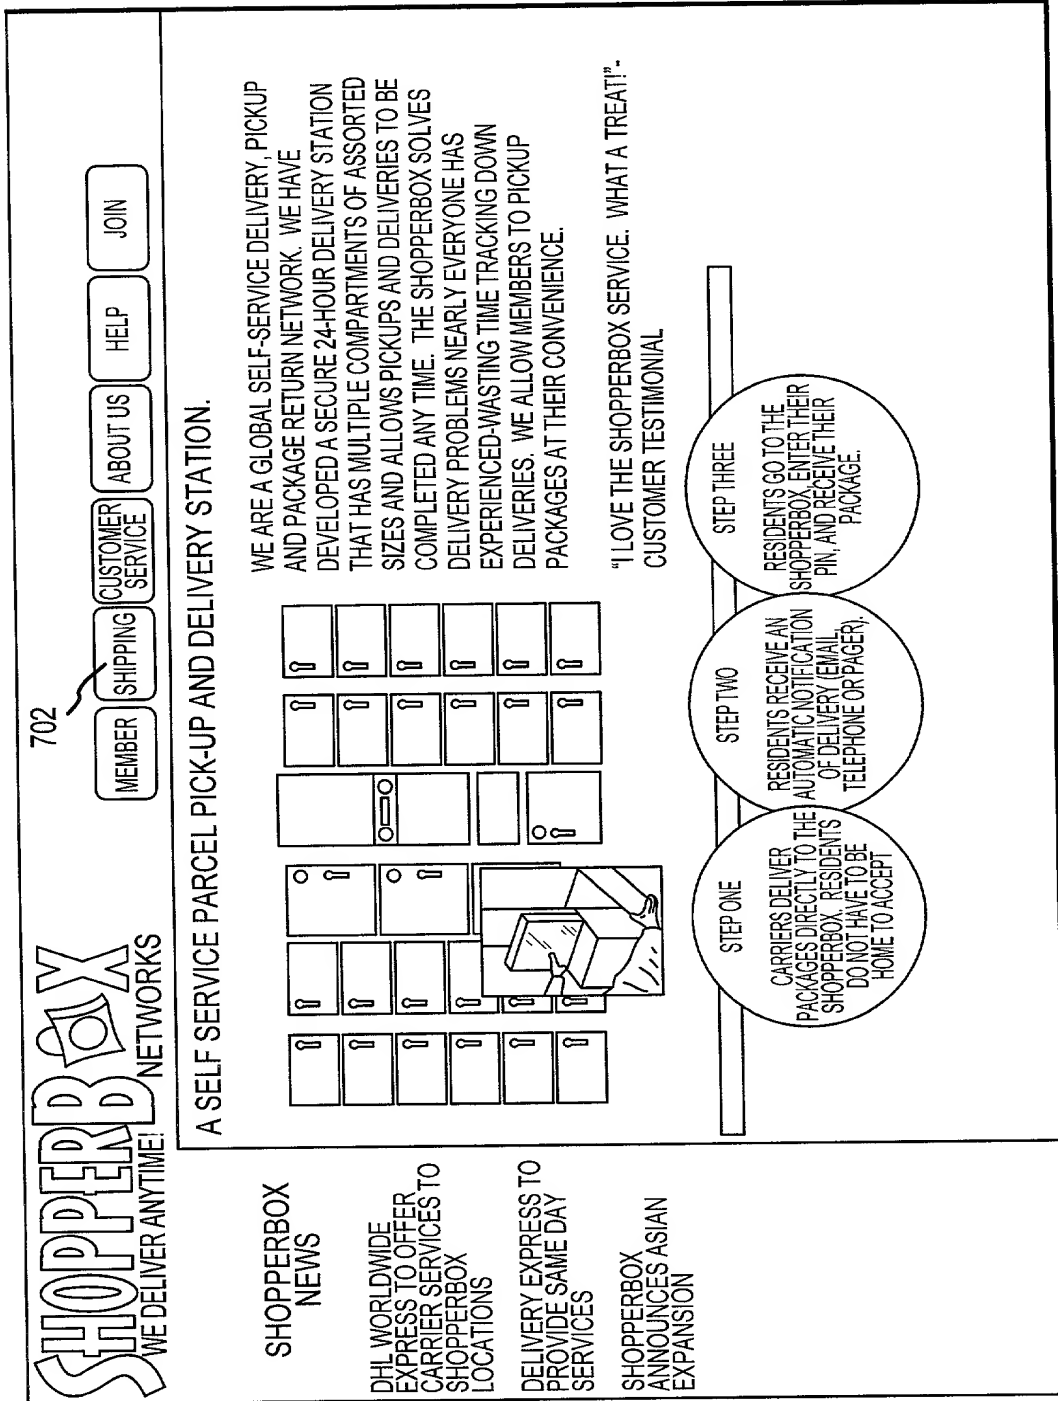 702
SHOPPERBOX
WE DELIVER ANYTIME! NETWORKS
MEMBER
SHIPPING
CUSTOMER
SERVICE
ABOUT US
HELP
JOIN
SHOPPERBOX
NEWS
DHL WORLDWIDE
EXPRESS TO OFFER
CARRIER SERVICES TO
SHOPPERBOX
LOCATIONS
DELIVERY EXPRESS TO
PROVIDE SAME DAY
SERVICES
SHOPPERBOX
ANNOUNCES ASIAN
EXPANSION
A SELF SERVICE PARCEL PICK-UP AND DELIVERY STATION.
WE ARE A GLOBAL SELF-SERVICE DELIVERY, PICKUP
AND PACKAGE RETURN NETWORK. WE HAVE
DEVELOPED A SECURE 24-HOUR DELIVERY STATION
THAT HAS MULTIPLE COMPARTMENTS OF ASSORTED
SIZES AND ALLOWS PICKUPS AND DELIVERIES TO BE
COMPLETED ANY TIME. THE SHOPPERBOX SOLVES
DELIVERY PROBLEMS NEARLY EVERYONE HAS
EXPERIENCED-WASTING TIME TRACKING DOWN
DELIVERIES. WE ALLOW MEMBERS TO PICKUP
PACKAGES AT THEIR CONVENIENCE.
"I LOVE THE SHOPPERBOX SERVICE. WHAT A TREAT!"-
CUSTOMER TESTIMONIAL
STEP ONE
CARRIERS DELIVER
PACKAGES DIRECTLY TO THE
SHOPPERBOX. RESIDENTS
DO NOT HAVE TO BE
HOME TO ACCEPT
STEP TWO
RESIDENTS RECEIVE AN
AUTOMATIC NOTIFICATION
OF DELIVERY (EMAIL,
TELEPHONE OR PAGER).
STEP THREE
RESIDENTS GO TO THE
SHOPPERBOX, ENTER THEIR
PIN, AND RECEIVE THEIR
PACKAGE.